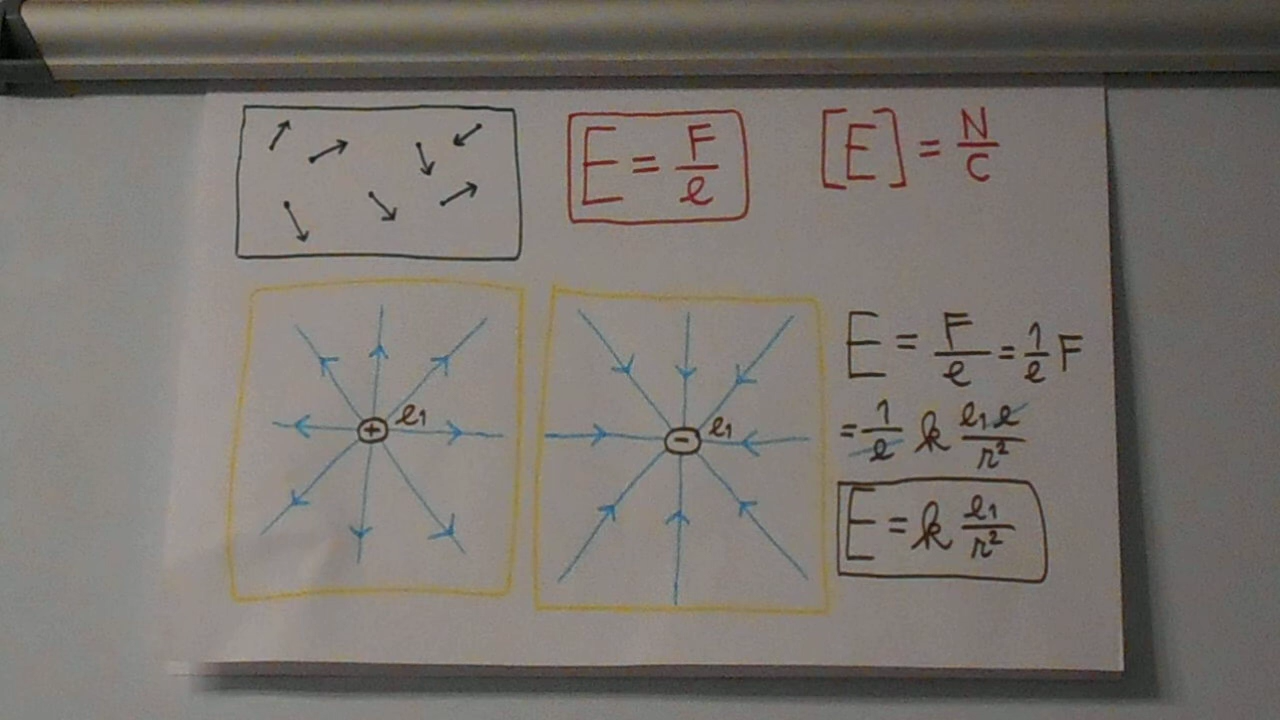 E = F/e
[E] = N/C
+ e₁
- e₁
E = F/e = 1/e F
= 1/e k e₁e/r²
E = k e₁/r²